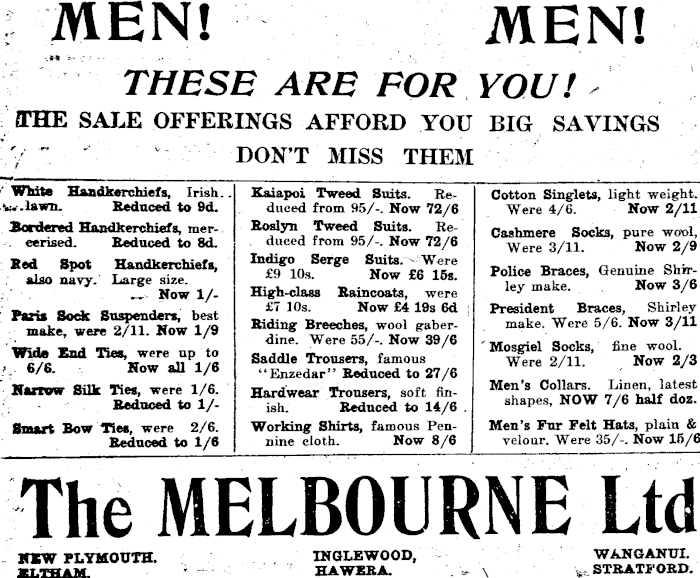 MEN! MEN!
THESE ARE FOR YOU!
THE SALE OFFERINGS AFFORD YOU BIG SAVINGS
DON'T MISS THEM
White Handkerchiefs, Irish
lawn. Reduced to 9d.
Bordered Handkerchiefs, mer-
cerised. Reduced to 8d.
Red Spot Handkerchiefs,
also navy. Large size.
Now 1/-
Paris Sock Suspenders, best
make, were 2/11. Now 1/9
Wide End Ties, were up to
6/6. Now all 1/6
Narrow Silk Ties, were 1/6.
Reduced to 1/-
Smart Bow Ties, were 2/6.
Reduced to 1/6
Kaiapoi Tweed Suits. Re-
duced from 95/-. Now 72/6
Roslyn Tweed Suits. Re-
duced from 95/-. Now 72/6
Indigo Serge Suits. Were
£9 10s. Now £6 15s.
High-class Raincoats, were
£7 10s. Now £4 19s 6d
Riding Breeches, wool gaber-
dine. Were 55/-. Now 39/6
Saddle Trousers, famous
"Enzedar" Reduced to 27/6
Hardwear Trousers, soft fin-
ish. Reduced to 14/6
Working Shirts, famous Pen-
nine cloth. Now 8/6
Cotton Singlets, light weight.
Were 4/6. Now 2/11
Cashmere Socks, pure wool,
Were 3/11. Now 2/9
Police Braces, Genuine Shir-
ley make. Now 3/6
President Braces, Shirley
make. Were 5/6. Now 3/11
Mosgiel Socks, fine wool.
Were 2/11. Now 2/3
Men's Collars. Linen, latest
shapes, NOW 7/6 half doz.
Men's Fur Felt Hats, plain &
velour. Were 35/-. Now 15/6
The MELBOURNE Ltd
NEW PLYMOUTH. INGLEWOOD, WANGANUI.
ELTHAM. HAWERA. STRATFORD.